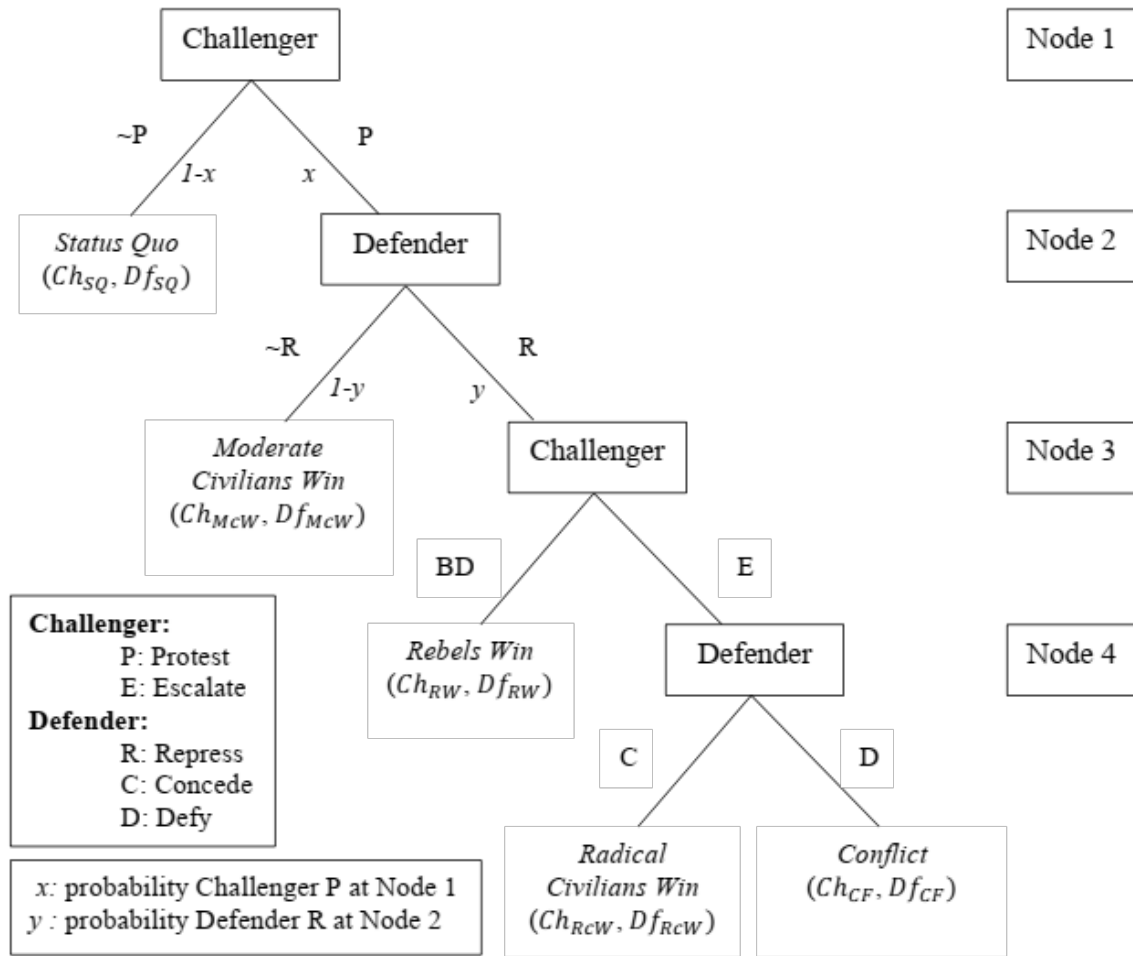 Challenger
Node 1
~P
P
1-x
x
Status Quo
(Ch_SQ, Df_SQ)
Defender
Node 2
~R
R
1-y
y
Moderate
Civilians Win
(Ch_McW, Df_McW)
Challenger
Node 3
BD
E
Challenger:
P: Protest
E: Escalate
Defender:
R: Repress
C: Concede
D: Defy
Rebels Win
(Ch_RW, Df_RW)
Defender
Node 4
C
D
x: probability Challenger P at Node 1
y : probability Defender R at Node 2
Radical
Civilians Win
(Ch_RcW, Df_RcW)
Conflict
(Ch_CF, Df_CF)